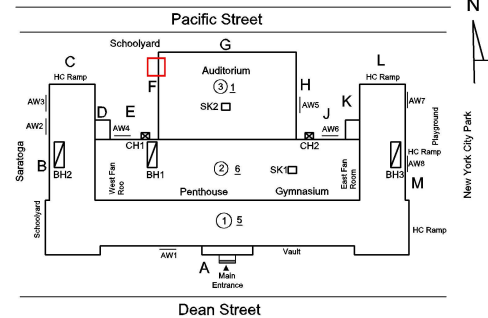 Pacific Street
N
Schoolyard
G
C
L
HC Ramp
Auditorium
HC Ramp
F
3 1
H
AW3
D
E
SK2
AW5
J
K
AW7
AW2
AW4
AW6
Playground
CH1
CH2
New York City Park
Saratoga
B
BH2
West Fan
Roo
BH1
2 6
SK1
East Fan
Room
BH3
HC Ramp
AW8
M
Penthouse
Gymnasium
Schoolyard
1 5
HC Ramp
AW1
A
Vault
Main
Entrance
Dean Street